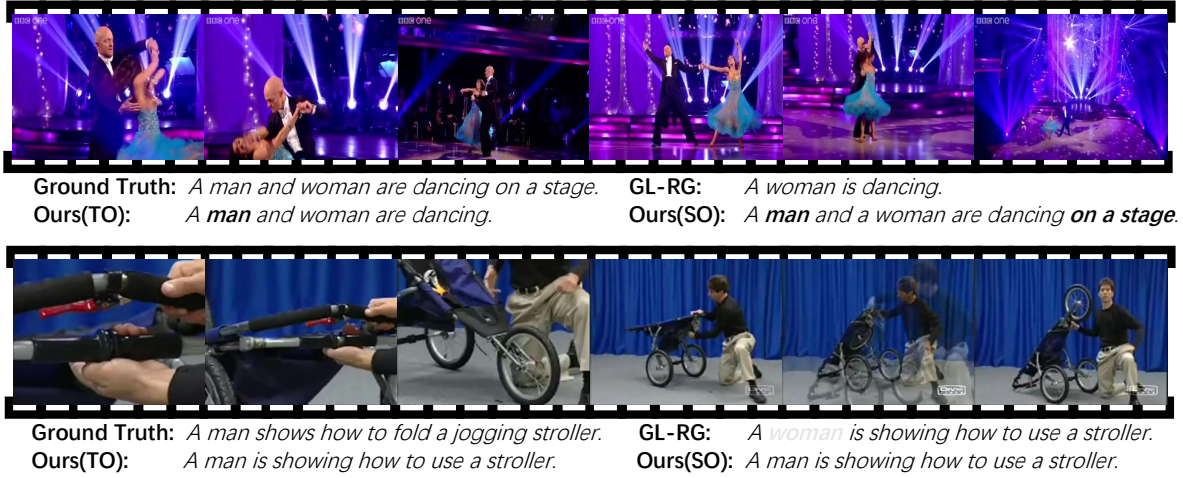 BBC one BBC one BBC one BBC one BBC one
Ground Truth: A man and woman are dancing on a stage. GL-RG: A woman is dancing.
Ours(TO): A man and woman are dancing. Ours(SO): A man and a woman are dancing on a stage.
Ground Truth: A man shows how to fold a jogging stroller. GL-RG: A woman is showing how to use a stroller.
Ours(TO): A man is showing how to use a stroller. Ours(SO): A man is showing how to use a stroller.